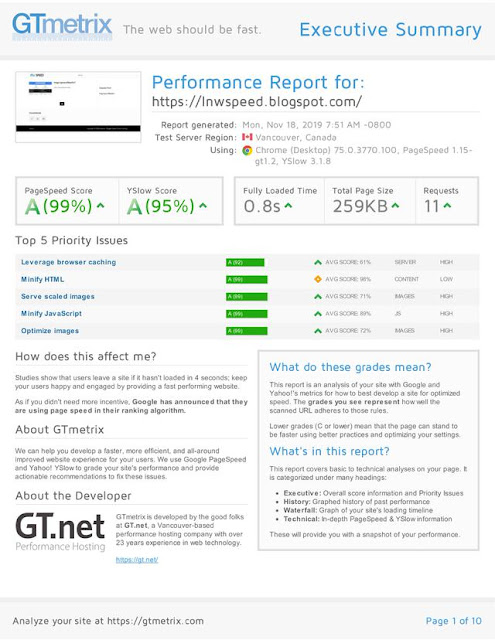 GTmetrix The web should be fast. Executive Summary
Performance Report for:
https://lnwspeed.blogspot.com/
Report generated: Mon, Nov 18, 2019 7:51 AM -0800
Test Server Region: Vancouver, Canada
Using: Chrome (Desktop) 75.0.3770.100, PageSpeed 1.15-
gt1.2, YSlow 3.1.8
PageSpeed Score YSlow Score Fully Loaded Time Total Page Size Requests
A (99%) A (95%) 0.8s 259KB 11
Top 5 Priority Issues
Leverage browser caching A (92) AVG SCORE: 61% SERVER HIGH
Minify HTML A (99) AVG SCORE: 96% CONTENT LOW
Serve scaled images A (99) AVG SCORE: 71% IMAGES HIGH
Minify JavaScript A (99) AVG SCORE: 89% JS HIGH
Optimize images A (99) AVG SCORE: 72% IMAGES HIGH
How does this affect me?
Studies show that users leave a site if it hasn't loaded in 4 seconds; keep
your users happy and engaged by providing a fast performing website.
As if you didn't need more incentive, Google has announced that they
are using page speed in their ranking algorithm.
About GTmetrix
We can help you develop a faster, more efficient, and all-around
improved website experience for your users. We use Google PageSpeed
and Yahoo! YSlow to grade your site's performance and provide
actionable recommendations to fix these issues.
About the Developer
GT.net
Performance Hosting
GTmetrix is developed by the good folks
at GT.net, a Vancouver-based
performance hosting company with over
23 years experience in web technology.
https://gt.net/
What do these grades mean?
This report is an analysis of your site with Google and
Yahoo!'s metrics for how to best develop a site for optimized
speed. The grades you see represent how well the
scanned URL adheres to those rules.
Lower grades (C or lower) mean that the page can stand to
be faster using better practices and optimizing your settings.
What's in this report?
This report covers basic to technical analyses on your page. It
is categorized under many headings:
• Executive: Overall score information and Priority Issues
• History: Graphed history of past performance
• Waterfall: Graph of your site's loading timeline
• Technical: In-depth PageSpeed & YSlow information
These will provide you with a snapshot of your performance.
Analyze your site at https://gtmetrix.com Page 1 of 10